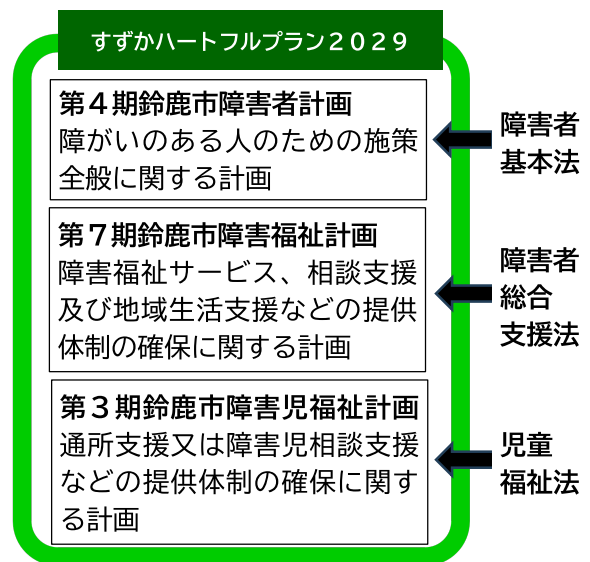 すずかハートフルプラン２０２９
第４期鈴鹿市障害者計画
障がいのある人のための施策
全般に関する計画
障害者
基本法
第７期鈴鹿市障害福祉計画
障害福祉サービス、相談支援
及び地域生活支援などの提供
体制の確保に関する計画
障害者
総合
支援法
第３期鈴鹿市障害児福祉計画
通所支援又は障害児相談支援
などの提供体制の確保に関す
る計画
児童
福祉法